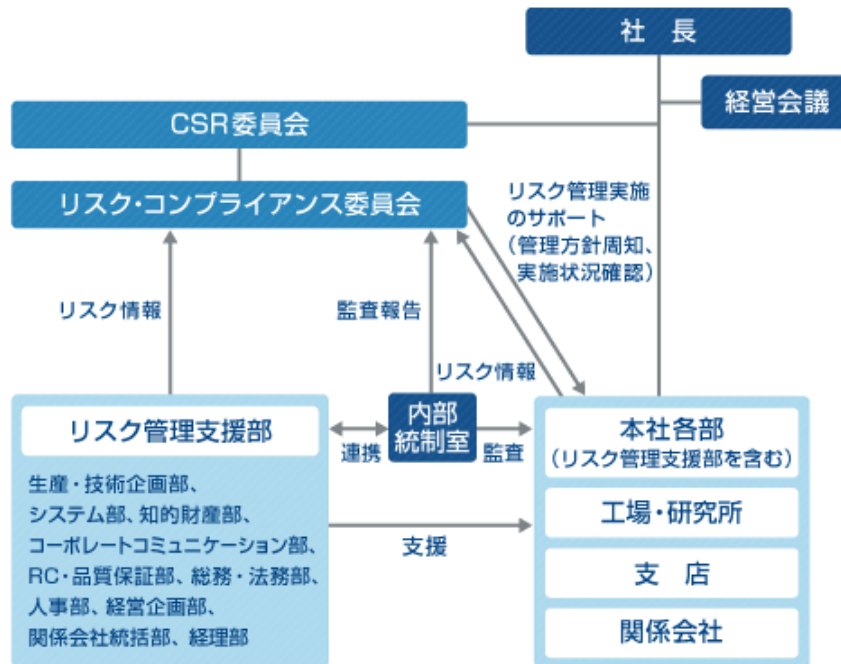 社　長
経営会議
CSR委員会
リスク・コンプライアンス委員会
リスク管理実施
のサポート
（管理方針周知、
実施状況確認）
リスク情報
監査報告
リスク情報
リスク管理支援部
生産・技術企画部、
システム部、知的財産部、
コーポレートコミュニケーション部、
RC・品質保証部、総務・法務部、
人事部、経営企画部、
関係会社統括部、経理部
連携
内部
統制室
監査
支援
本社各部
（リスク管理支援部を含む）
工場・研究所
支　店
関係会社